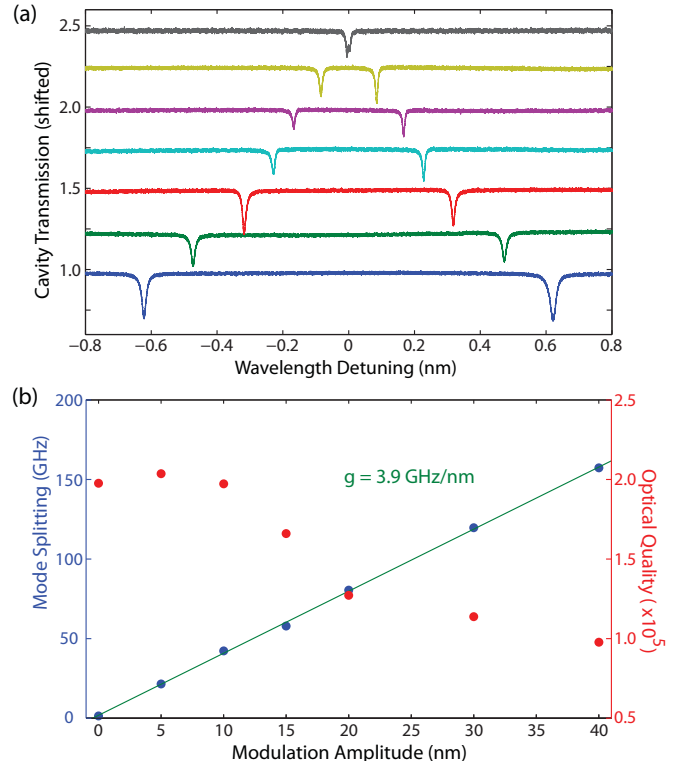 (a)
2.5
2.0
1.5
1.0
Cavity Transmission (shifted)
−0.8 −0.6 −0.4 −0.2 0 0.2 0.4 0.6 0.8
Wavelength Detuning (nm)
(b)
200
150
100
50
0
Mode Splitting (GHz)
g = 3.9 GHz/nm
2.5
2.0
1.5
1.0
0.5
Optical Quality ( x10⁵)
0 5 10 15 20 25 30 35 40
Modulation Amplitude (nm)